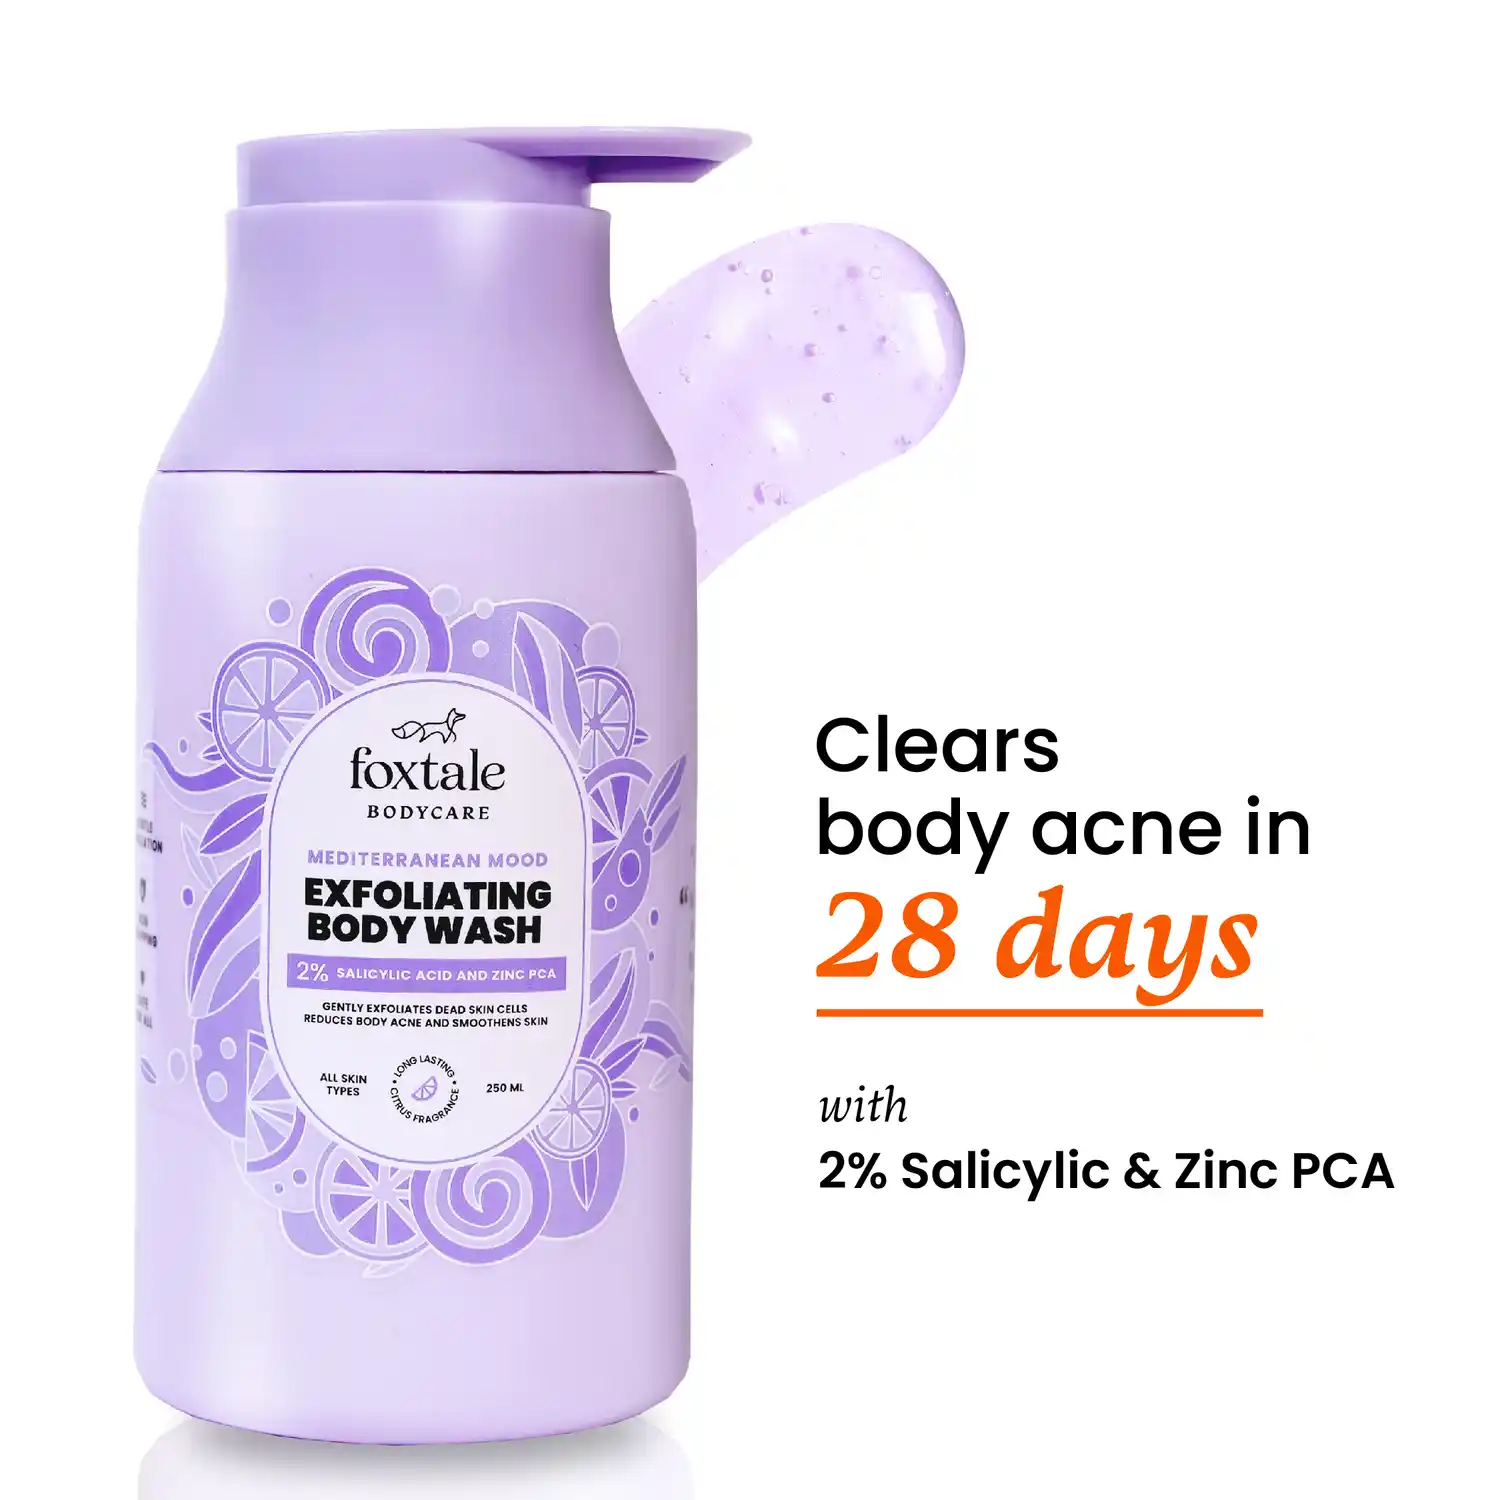 foxtale
BODYCARE
MEDITERRANEAN MOOD
EXFOLIATING
BODY WASH
2% SALICYLIC ACID AND ZINC PCA
GENTLY EXFOLIATES DEAD SKIN CELLS
REDUCES BODY ACNE AND SMOOTHENS SKIN
ALL SKIN
TYPES
LONG LASTING
CITRUS FRAGRANCE
250 ML
Clears
body acne in
28 days
with
2% Salicylic & Zinc PCA